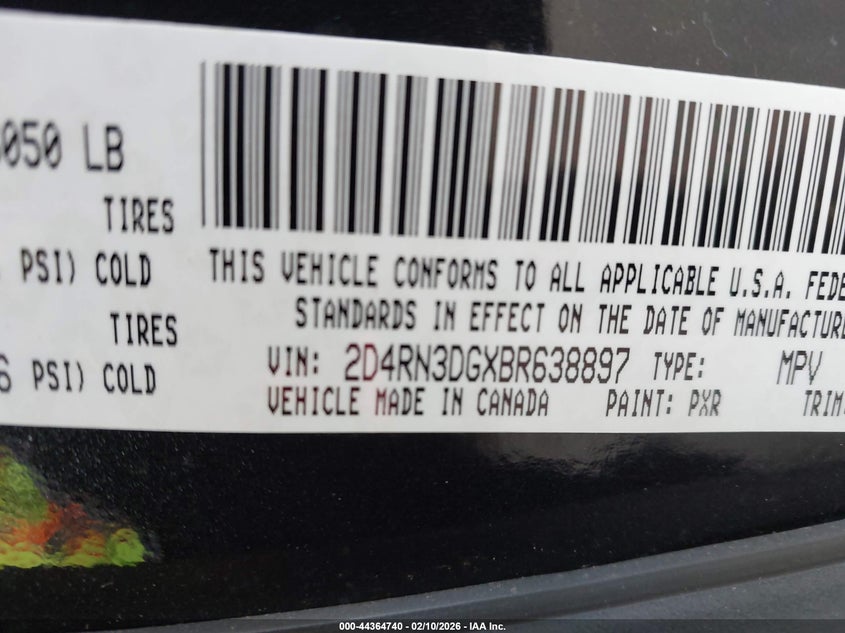 6050 LB
TIRES
PSI) COLD
TIRES
6 PSI) COLD
THIS VEHICLE CONFORMS TO ALL APPLICABLE U.S.A. FEDE
STANDARDS IN EFFECT ON THE DATE OF MANUFACTURE
VIN: 2D4RN3DGXBR638897 TYPE: MPV
VEHICLE MADE IN CANADA PAINT: PXR TRIM:
000-44364740 - 02/10/2026 - IAA Inc.